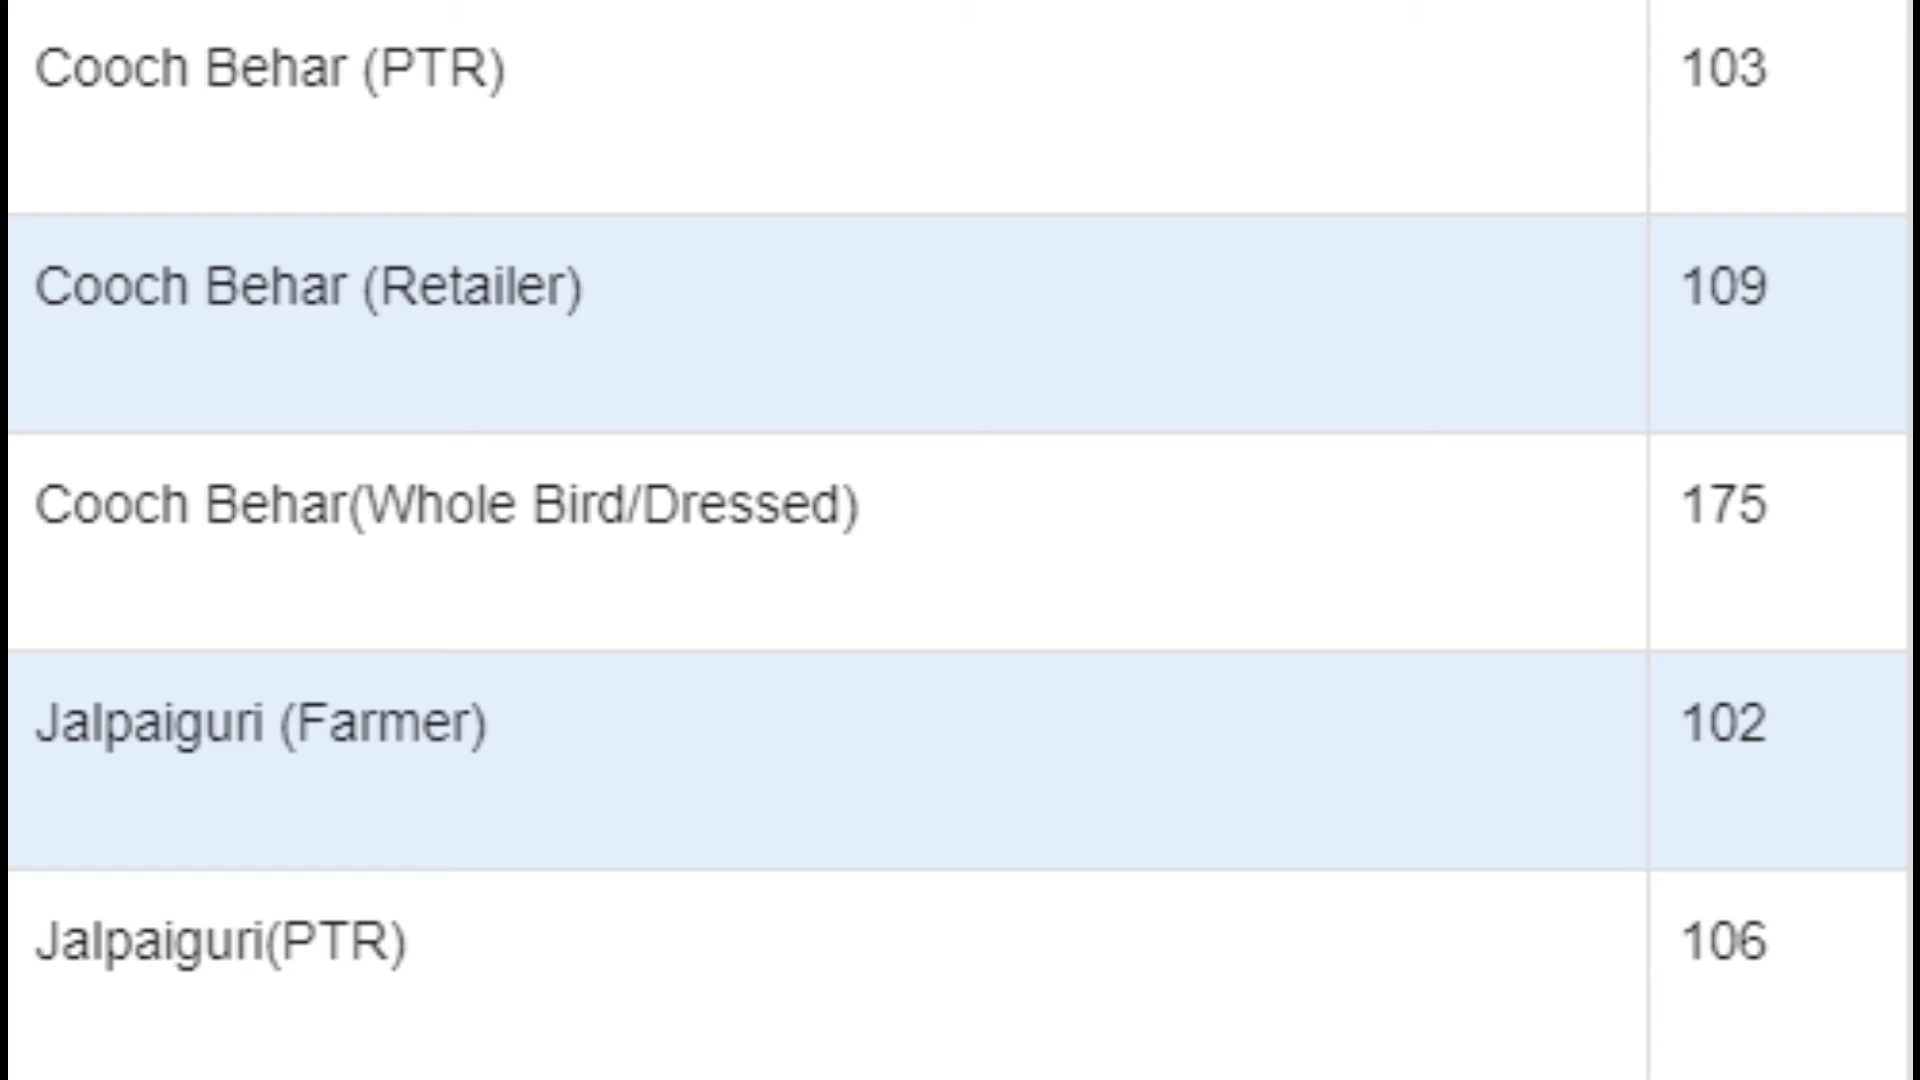 Cooch Behar (PTR) 103
Cooch Behar (Retailer) 109
Cooch Behar(Whole Bird/Dressed) 175
Jalpaiguri (Farmer) 102
Jalpaiguri(PTR) 106